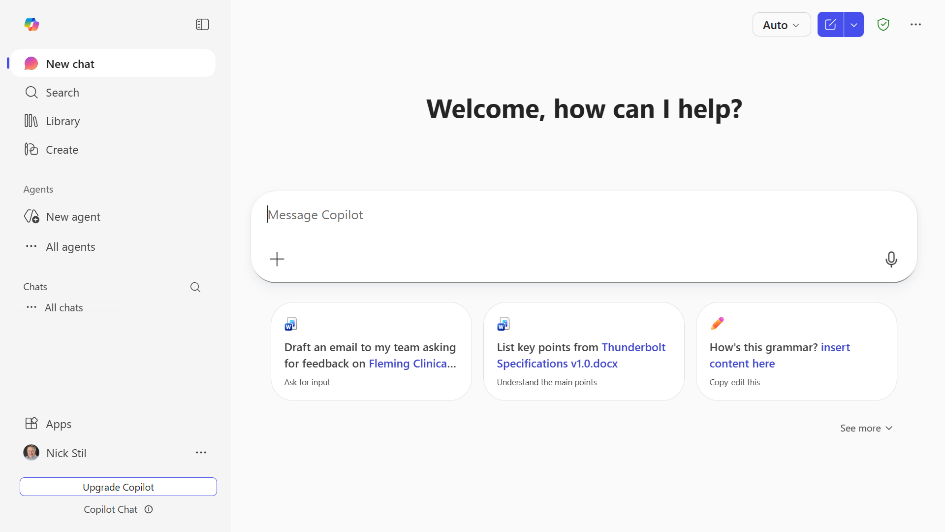 New chat
Search
Library
Create
Agents
New agent
All agents
Chats
All chats
Apps
Nick Stil
Upgrade Copilot
Copilot Chat
Auto
Welcome, how can I help?
Message Copilot
Draft an email to my team asking
for feedback on Fleming Clinica...
Ask for input
List key points from Thunderbolt
Specifications v1.0.docx
Understand the main points
How's this grammar? insert
content here
Copy edit this
See more